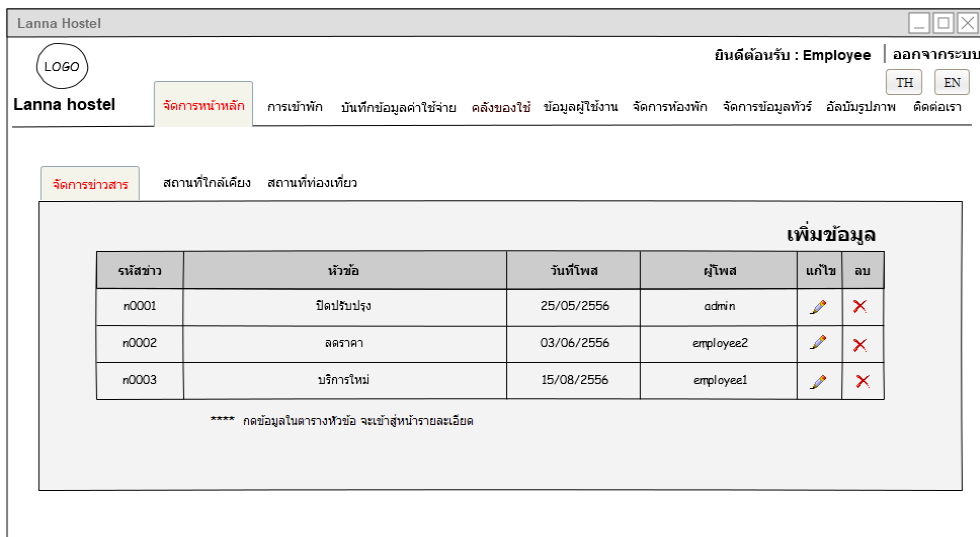 Lanna Hostel
LOGO
ยินดีต้อนรับ : Employee
ออกจากระบบ
TH EN
Lanna hostel
จัดการหน้าหลัก การเข้าพัก บันทึกข้อมูลค่าใช้จ่าย คลังของใช้ ข้อมูลผู้ใช้งาน จัดการห้องพัก จัดการข้อมูลทัวร์ อัลบัมรูปภาพ ติดต่อเรา
จัดการข่าวสาร สถานที่ใกล้เคียง สถานที่ท่องเที่ยว
เพิ่มข้อมูล
รหัสข่าว หัวข้อ วันที่โพส ผู้โพส แก้ไข ลบ
n0001 ปิดปรับปรุง 25/05/2556 admin
n0002 ลดราคา 03/06/2556 employee2
n0003 บริการใหม่ 15/08/2556 employee1
**** กดข้อมูลในตารางหัวข้อ จะเข้าสู่หน้ารายละเอียด